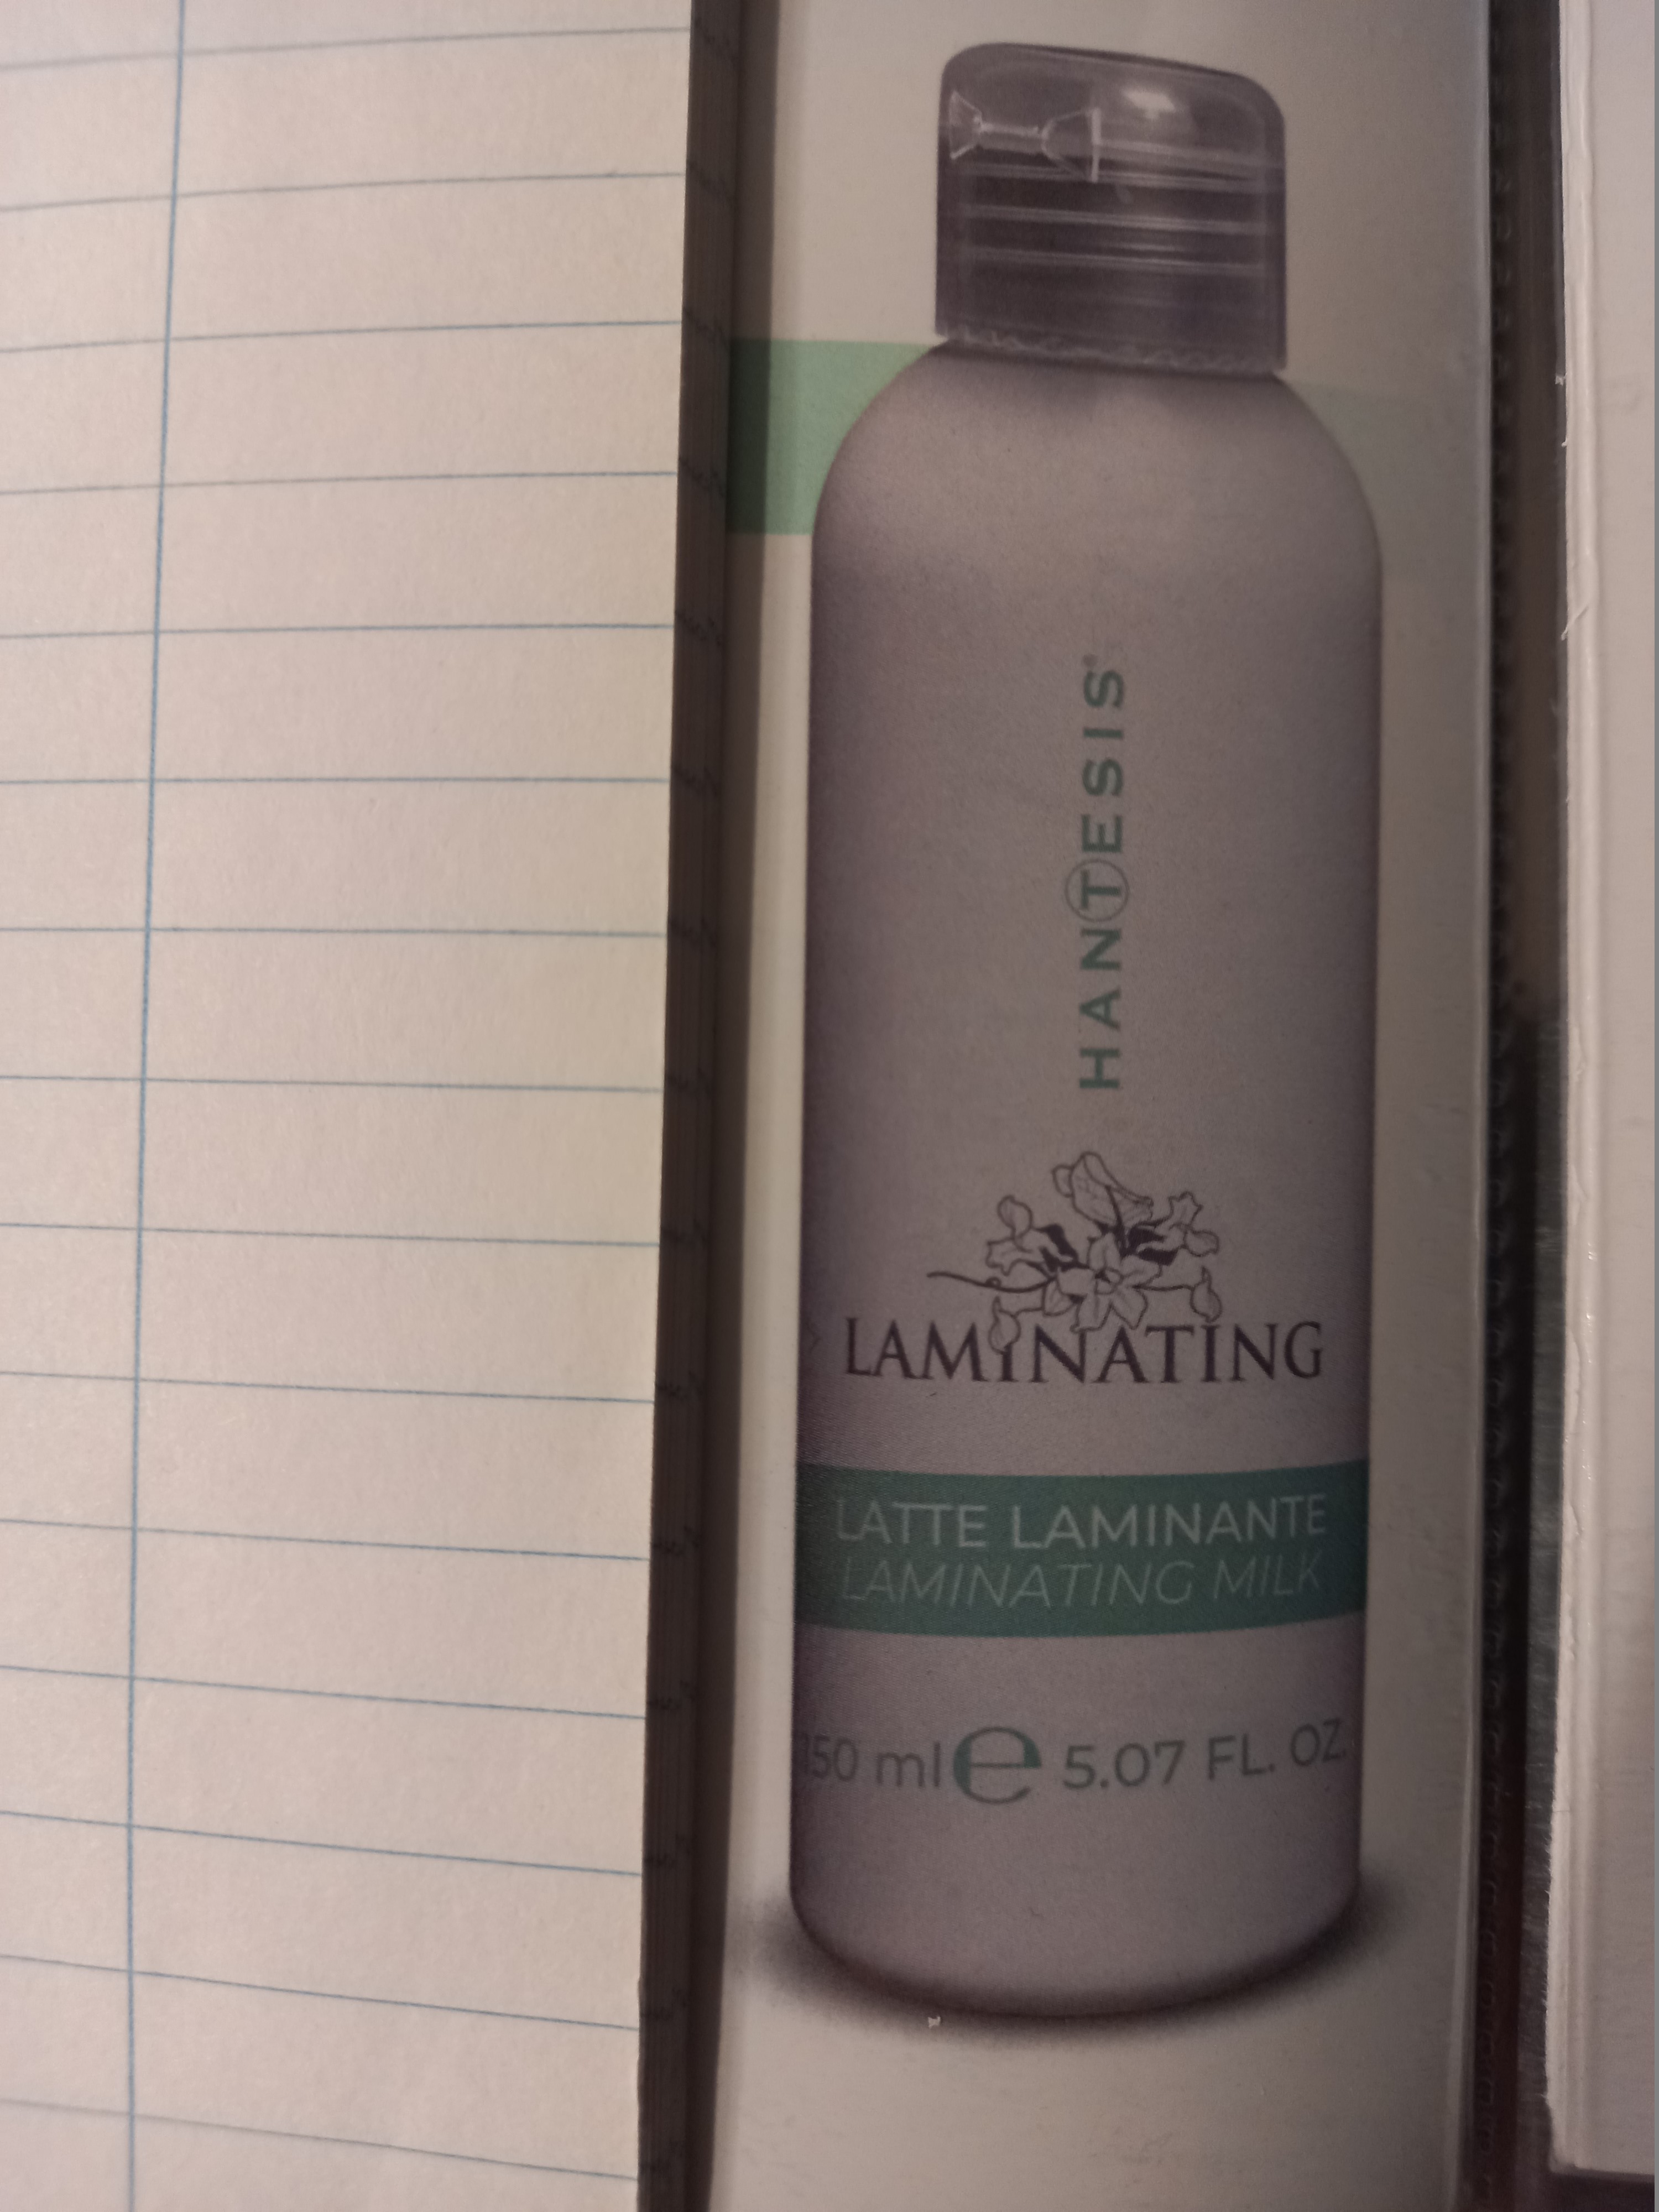 HANTESIS®
LAMINATING
LATTE LAMINANTE
LAMINATING MILK
150 ml e 5.07 FL. OZ.